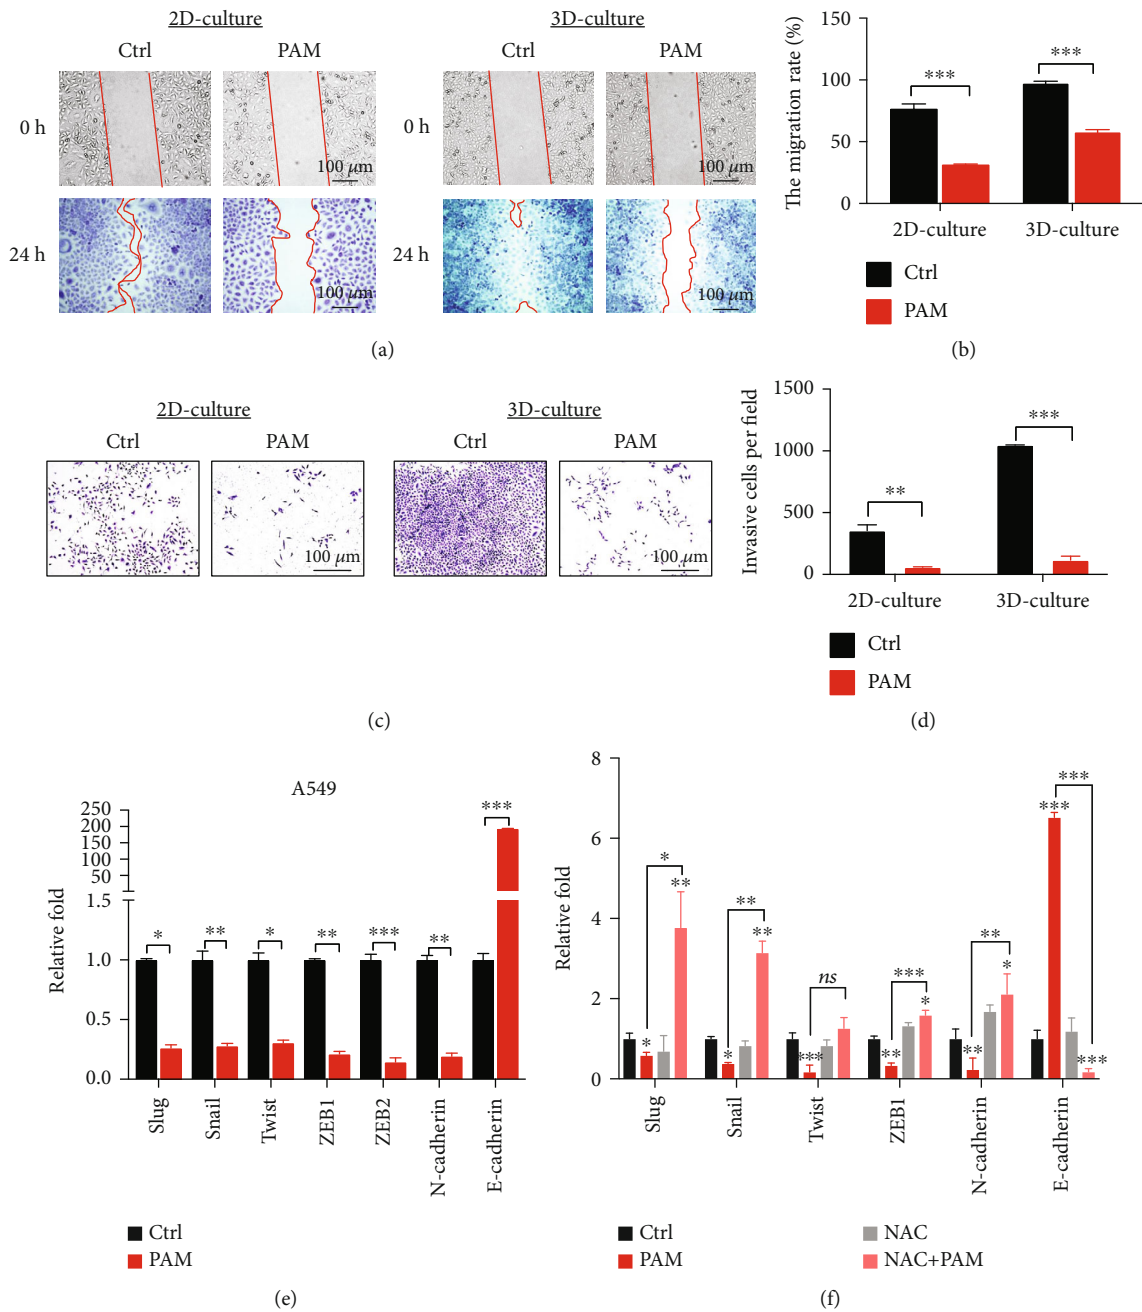 2D-culture
3D-culture
Ctrl
PAM
Ctrl
PAM
0 h
100 μm
0 h
100 μm
24 h
100 μm
24 h
100 μm
(a)
The migration rate (%)
150
100
50
0
***
***
2D-culture
3D-culture
Ctrl
PAM
(b)
2D-culture
3D-culture
Ctrl
PAM
Ctrl
PAM
100 μm
100 μm
(c)
Invasive cells per field
1500
1000
500
0
**
***
2D-culture
3D-culture
Ctrl
PAM
(d)
A549
Relative fold
250
200
150
100
50
1.5
1.0
0.5
0.0
*
**
*
**
***
**
***
Slug
Snail
Twist
ZEB1
ZEB2
N-cadherin
E-cadherin
Ctrl
PAM
(e)
Relative fold
8
6
4
2
0
*
*
**
**
*
**
ns
***
***
**
*
**
**
*
***
***
***
Slug
Snail
Twist
ZEB1
N-cadherin
E-cadherin
Ctrl
PAM
NAC
NAC+PAM
(f)